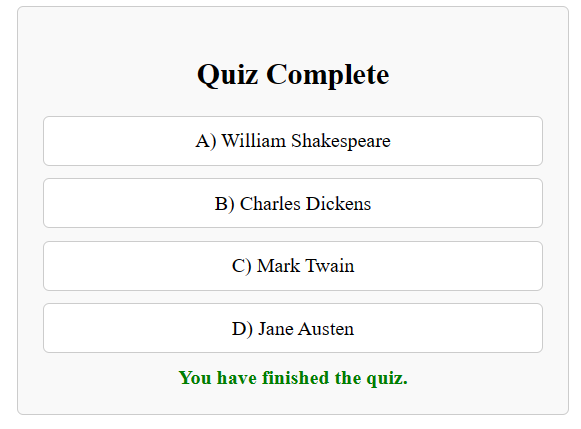 Quiz Complete
A) William Shakespeare
B) Charles Dickens
C) Mark Twain
D) Jane Austen
You have finished the quiz.